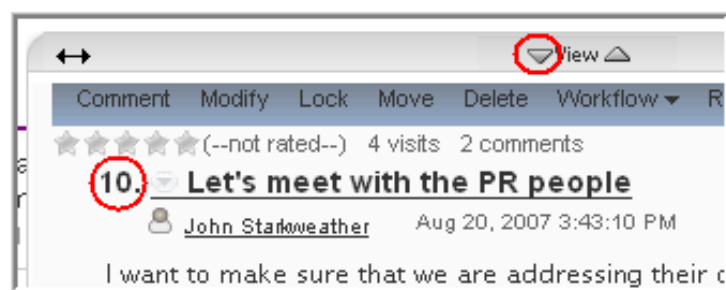 View
Comment Modify Lock Move Delete Workflow R
(--not rated--) 4 visits 2 comments
10. Let's meet with the PR people
John Starkweather Aug 20, 2007 3:43:10 PM
I want to make sure that we are addressing their